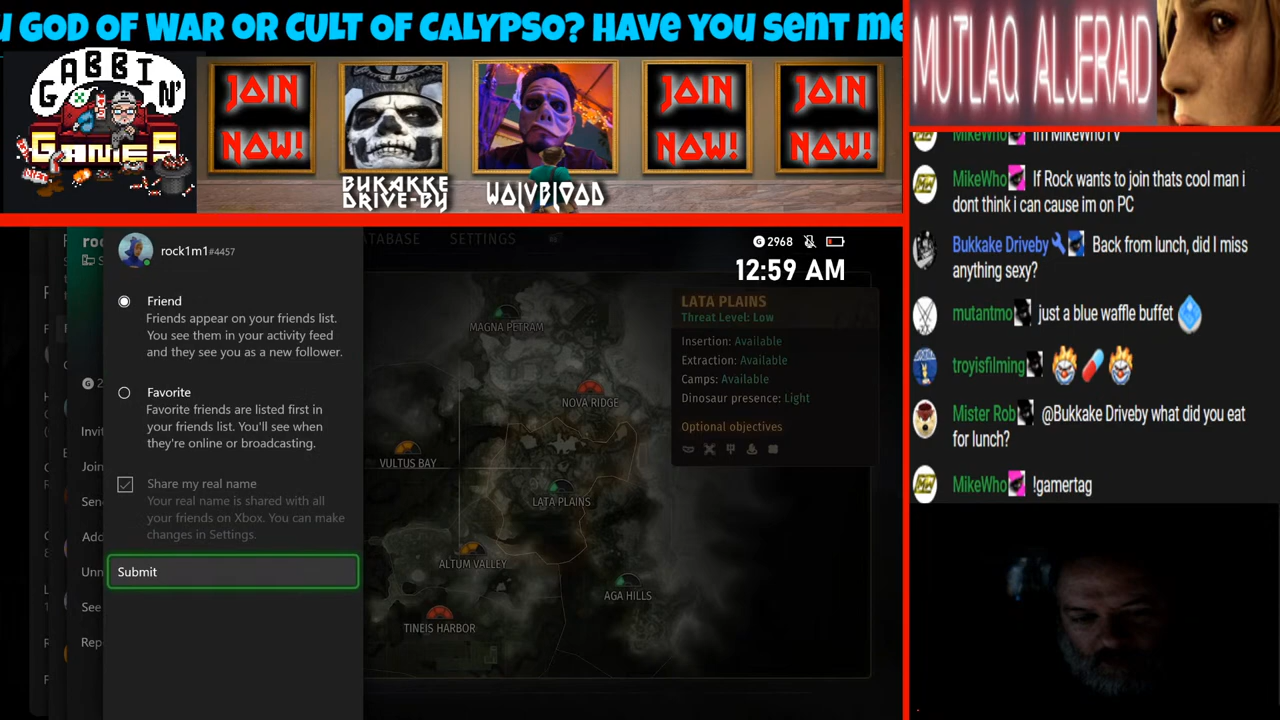 U GOD OF WAR OR CULT OF CALYPSO? HAVE YOU SENT ME
GABBIN'
GAMES
JOIN
NOW!
BUKAKKE
DRIVE-BY
WOLVBLOOD
JOIN
NOW!
JOIN
NOW!
MUTLAQ ALJERAID
MikeWho im MikeWhoTV
MikeWho If Rock wants to join thats cool man i
dont think i can cause im on PC
Bukkake Driveby Back from lunch, did I miss
anything sexy?
mutantmo just a blue waffle buffet
troyisfilming
Mister Rob @Bukkake Driveby what did you eat
for lunch?
MikeWho !gamertag
rock1m1#4457
Friend
Friends appear on your friends list.
You see them in your activity feed
and they see you as a new follower.
Favorite
Favorite friends are listed first in
your friends list. You'll see when
they're online or broadcasting.
Share my real name
Your real name is shared with all
your friends on Xbox. You can make
changes in Settings.
Submit
roc
Invit
Join
Sen
Add
Unn
See
Rep
ATABASE
SETTINGS
G 2968
12:59 AM
LATA PLAINS
Threat Level: Low
Insertion: Available
Extraction: Available
Camps: Available
Dinosaur presence: Light
Optional objectives
MAGNA PETRAM
NOVA RIDGE
VULTUS BAY
LATA PLAINS
ALTUM VALLEY
AGA HILLS
TINEIS HARBOR